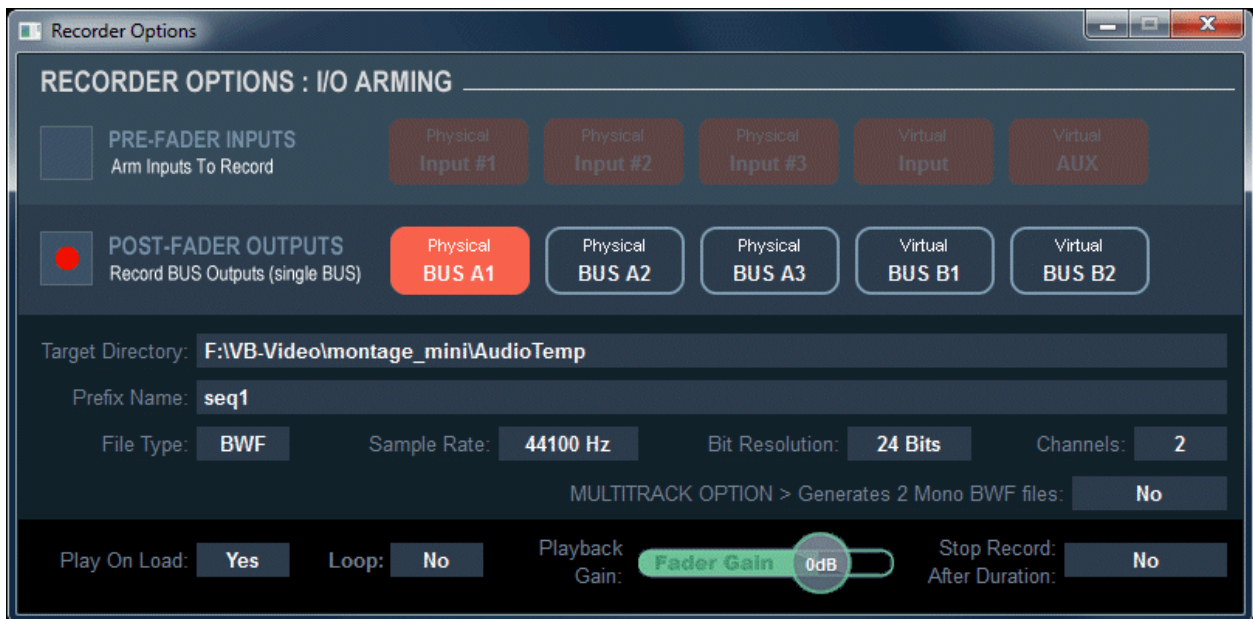 Recorder Options
RECORDER OPTIONS : I/O ARMING
PRE-FADER INPUTS
Arm Inputs To Record
Physical
Input #1
Physical
Input #2
Physical
Input #3
Virtual
Input
Virtual
AUX
POST-FADER OUTPUTS
Record BUS Outputs (single BUS)
Physical
BUS A1
Physical
BUS A2
Physical
BUS A3
Virtual
BUS B1
Virtual
BUS B2
Target Directory: F:\VB-Video\montage_mini\AudioTemp
Prefix Name: seq1
File Type: BWF Sample Rate: 44100 Hz Bit Resolution: 24 Bits Channels: 2
MULTITRACK OPTION > Generates 2 Mono BWF files: No
Play On Load: Yes Loop: No
Playback
Gain:
Fader Gain 0dB
Stop Record:
After Duration:
No